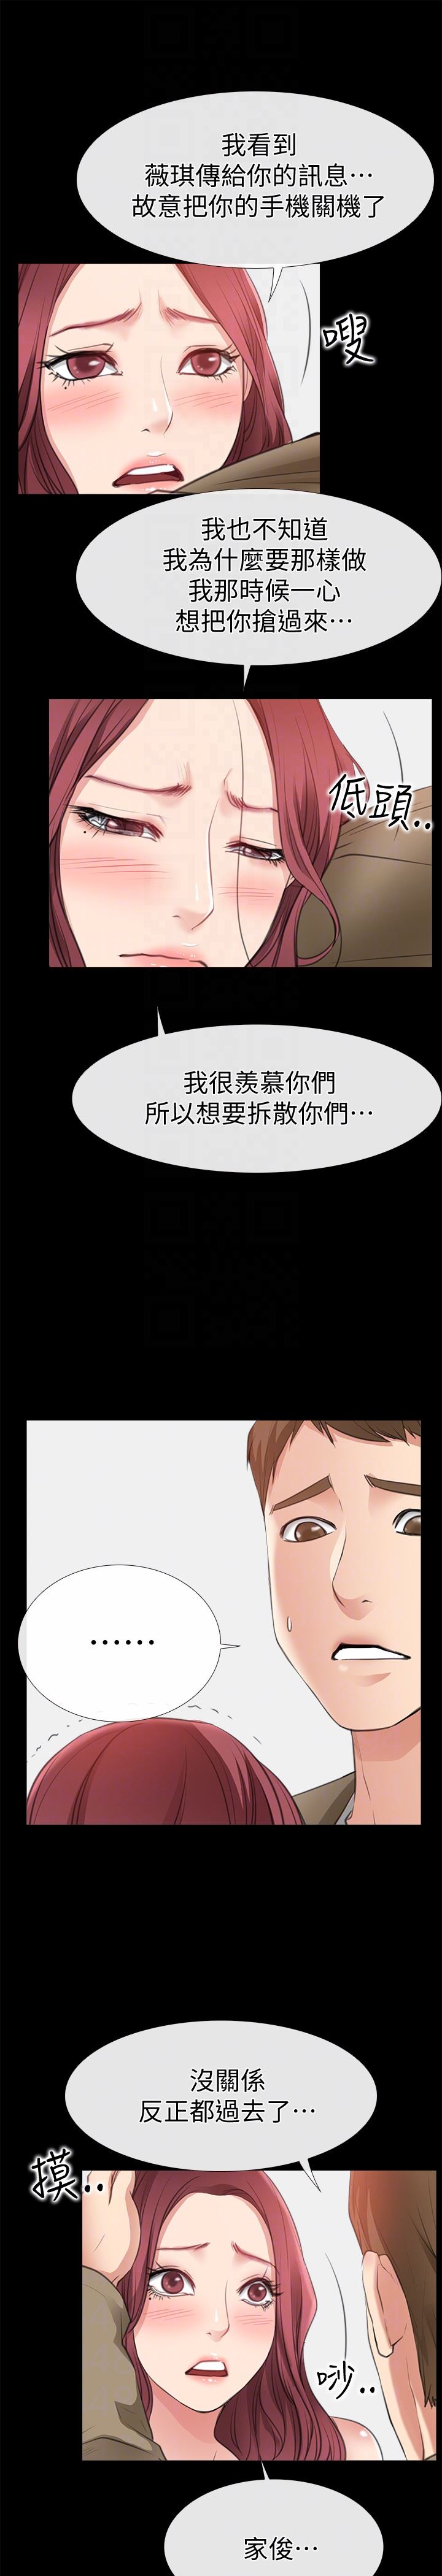 我看到
薇琪傳給你的訊息…
故意把你的手機關機了
嗖
我也不知道
我為什麼要那樣做
我那時候一心
想把你搶過來…
低頭..
我很羨慕你們
所以想要拆散你們…
……
沒關係
反正都過去了…
摸..
吵..
家俊…